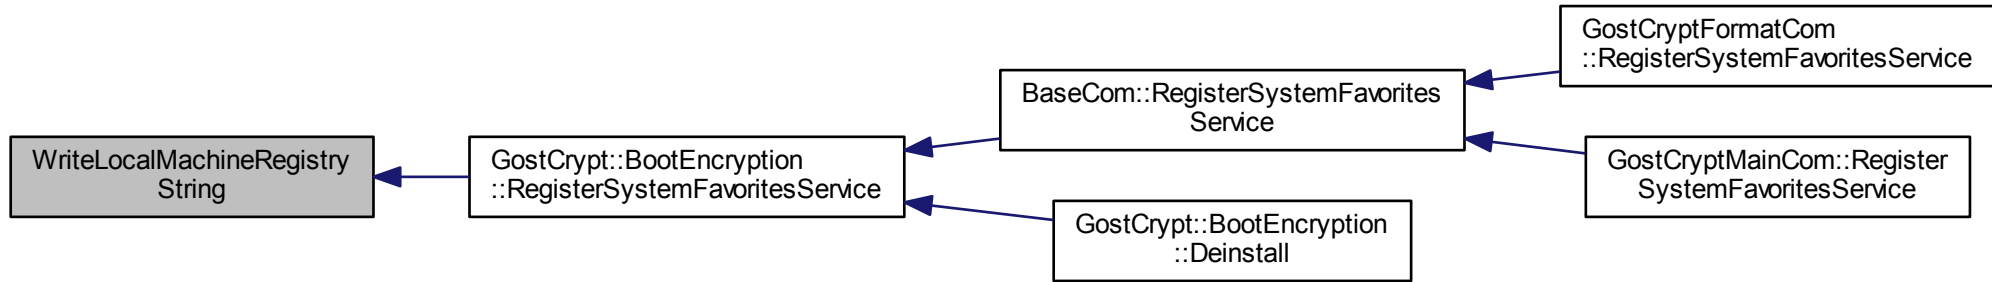 WriteLocalMachineRegistry
String
GostCrypt::BootEncryption
::RegisterSystemFavoritesService
BaseCom::RegisterSystemFavorites
Service
GostCrypt::BootEncryption
::Deinstall
GostCryptFormatCom
::RegisterSystemFavoritesService
GostCryptMainCom::Register
SystemFavoritesService